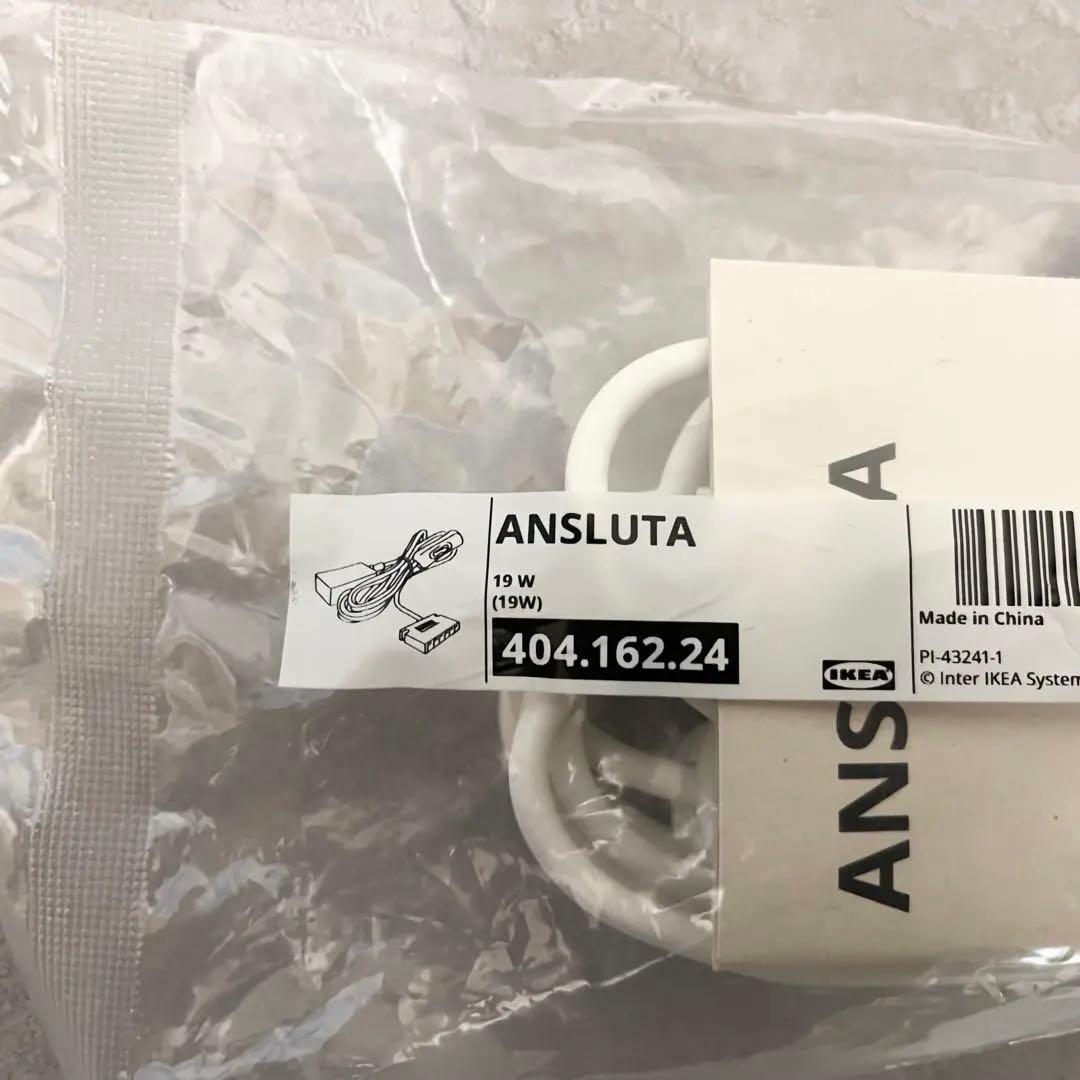 ANSLUTA
19 W
(19W)
404.162.24
IKEA
Made in China
PI-43241-1
© Inter IKEA System
ANS A